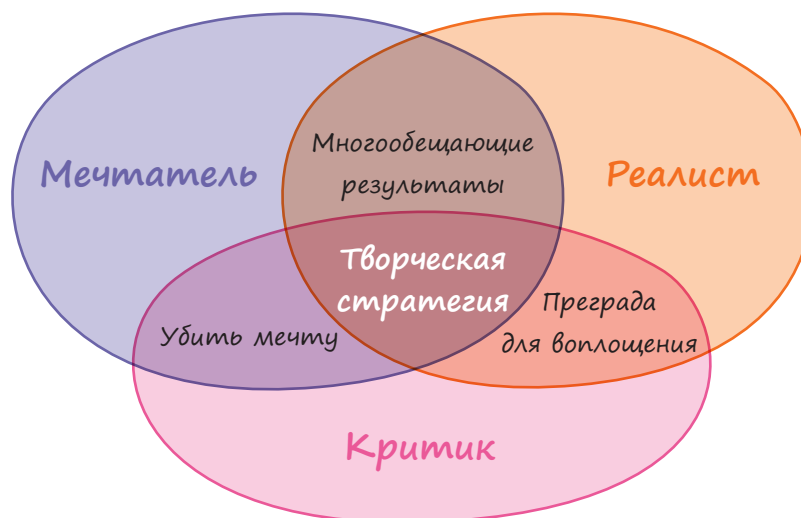 Мечтатель
Многообещающие
результаты
Реалист
Творческая
стратегия
Убить мечту
Преграда
для воплощения
Критик